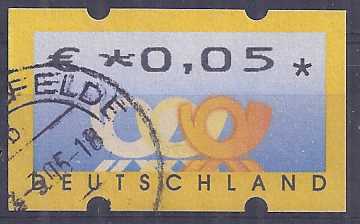 € *0,05 *
FELDE
DEUTSCHLAND